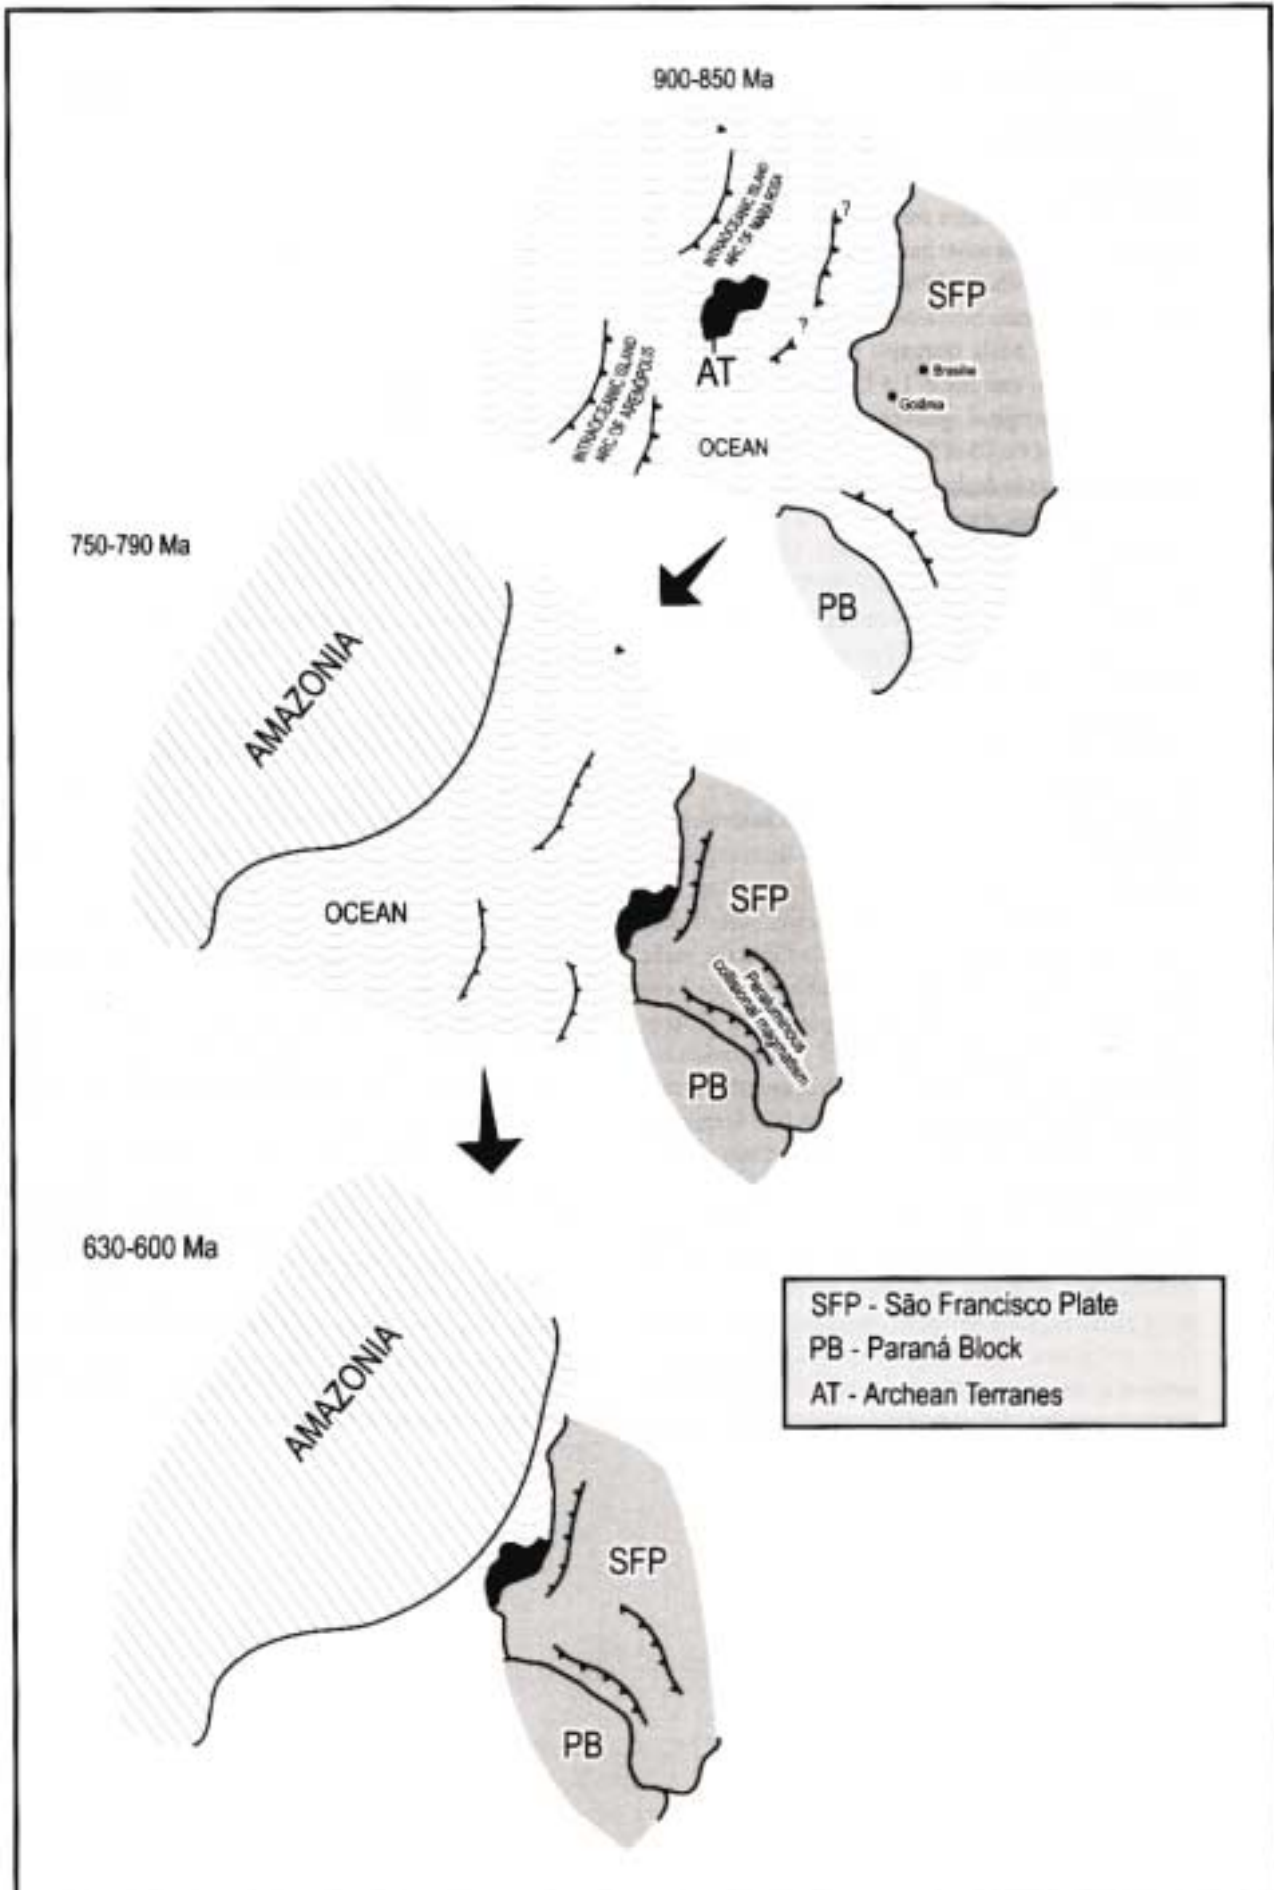 900-850 Ma
INTRAOCEANIC ISLAND
ARC OF MARA ROSA
?
SFP
?
AT
Brasília
Goiânia
INTRAOCEANIC ISLAND
ARC OF ARENÓPOLIS
OCEAN
PB
750-790 Ma
AMAZONIA
OCEAN
SFP
Peraluminous
collisional magmatism
PB
630-600 Ma
AMAZONIA
SFP
PB
SFP - São Francisco Plate
PB - Paraná Block
AT - Archean Terranes